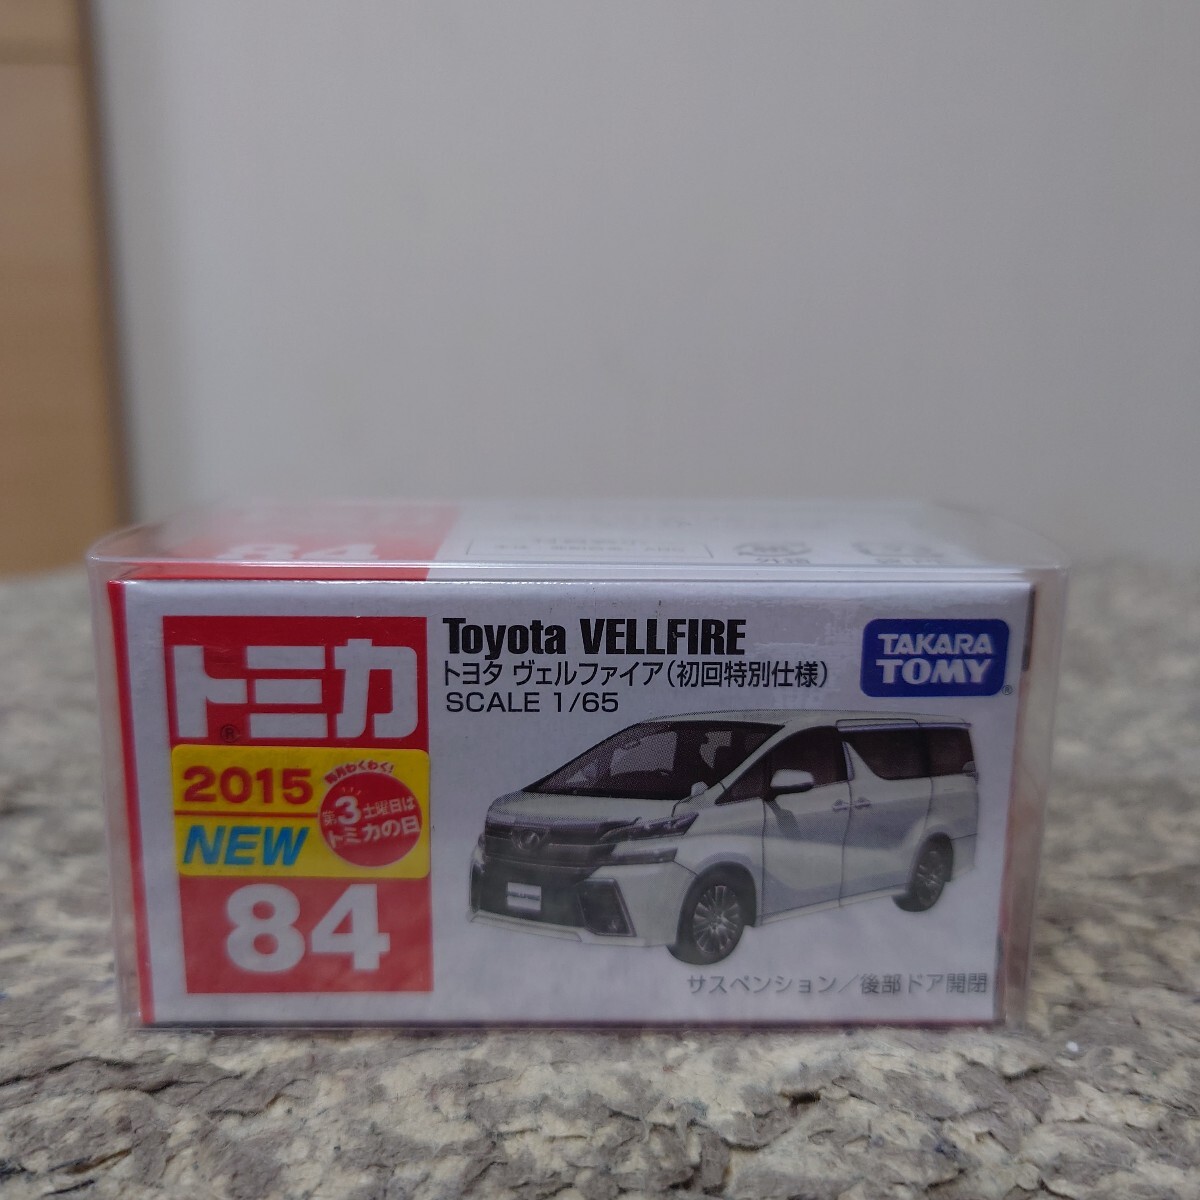 84
トミカ
®
2015
NEW
毎月わくわく!
第3土曜日は
トミカの日
84
Toyota VELLFIRE
トヨタ ヴェルファイア(初回特別仕様)
SCALE 1/65
TAKARA
TOMY
®
VELLFIRE
サスペンション/後部ドア開閉